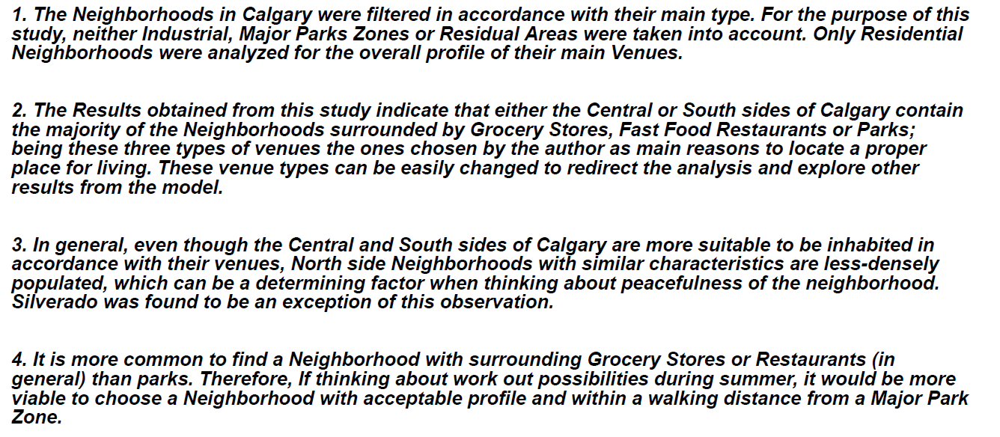 1. The Neighborhoods in Calgary were filtered in accordance with their main type. For the purpose of this
study, neither Industrial, Major Parks Zones or Residual Areas were taken into account. Only Residential
Neighborhoods were analyzed for the overall profile of their main Venues.
2. The Results obtained from this study indicate that either the Central or South sides of Calgary contain
the majority of the Neighborhoods surrounded by Grocery Stores, Fast Food Restaurants or Parks;
being these three types of venues the ones chosen by the author as main reasons to locate a proper
place for living. These venue types can be easily changed to redirect the analysis and explore other
results from the model.
3. In general, even though the Central and South sides of Calgary are more suitable to be inhabited in
accordance with their venues, North side Neighborhoods with similar characteristics are less-densely
populated, which can be a determining factor when thinking about peacefulness of the neighborhood.
Silverado was found to be an exception of this observation.
4. It is more common to find a Neighborhood with surrounding Grocery Stores or Restaurants (in
general) than parks. Therefore, If thinking about work out possibilities during summer, it would be more
viable to choose a Neighborhood with acceptable profile and within a walking distance from a Major Park
Zone.